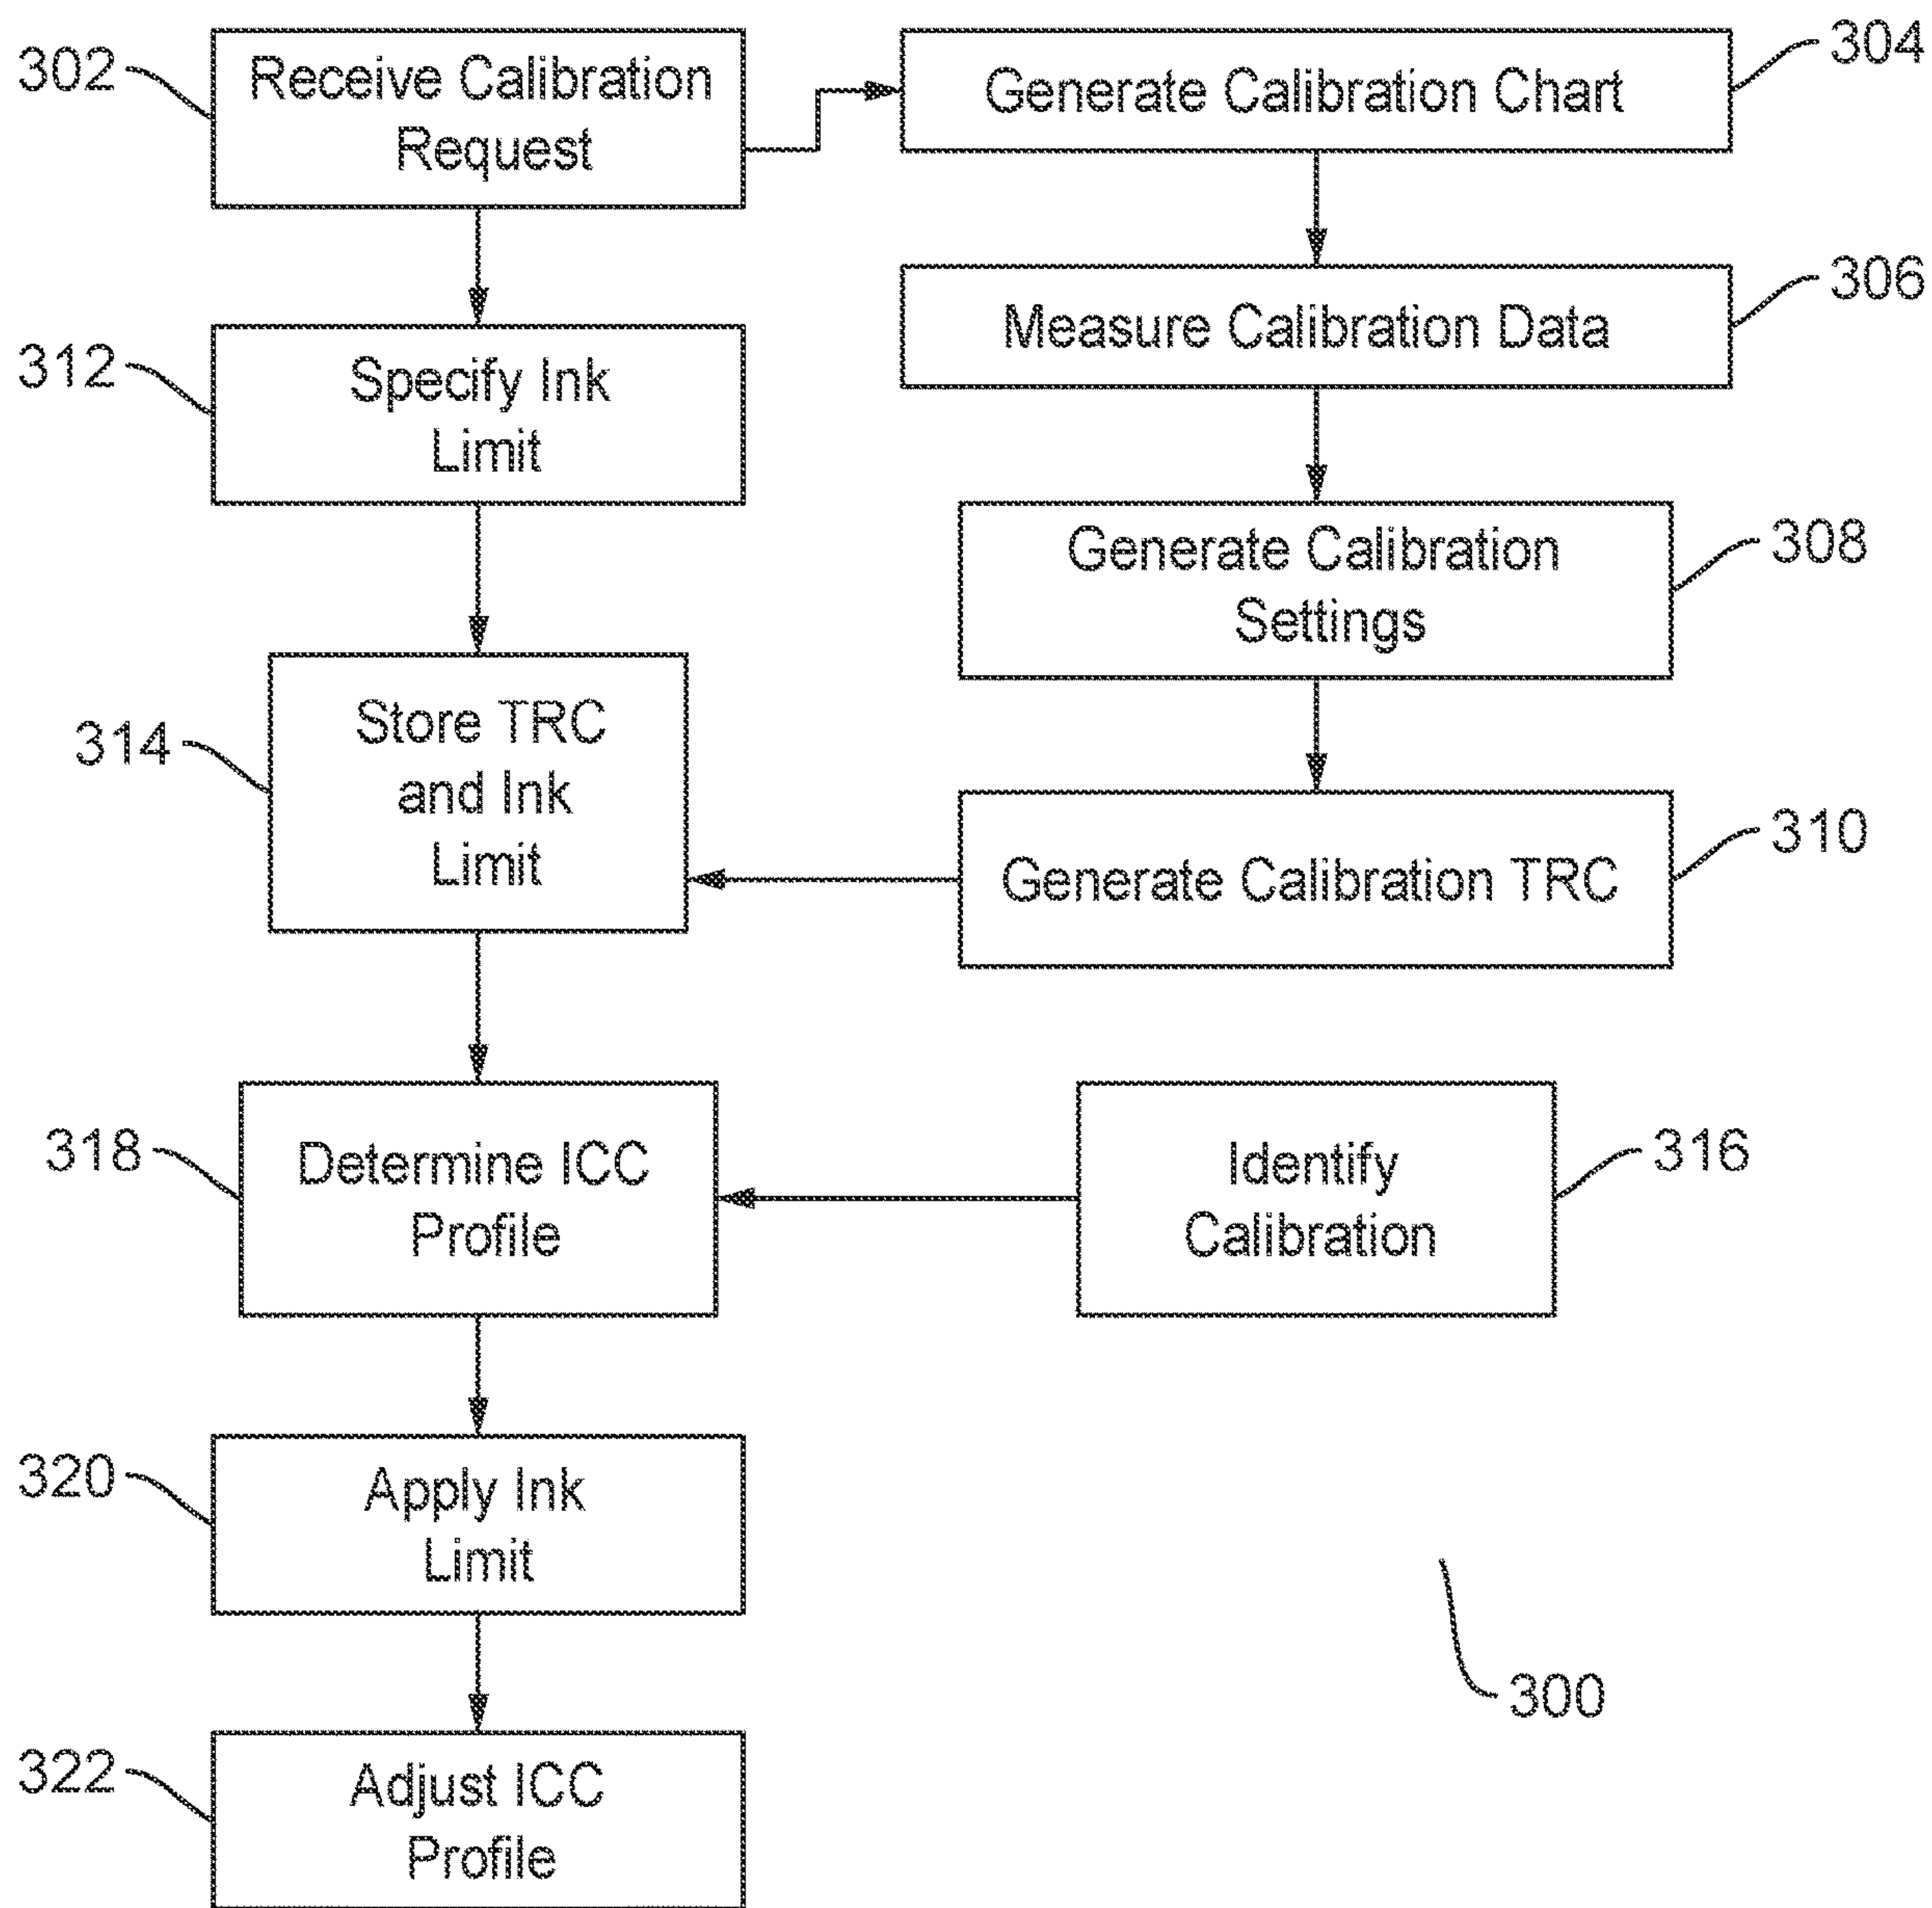 302
Receive Calibration
Request
304
Generate Calibration Chart
306
Measure Calibration Data
312
Specify Ink
Limit
308
Generate Calibration
Settings
314
Store TRC
and Ink
Limit
310
Generate Calibration TRC
318
Determine ICC
Profile
316
Identify
Calibration
320
Apply Ink
Limit
300
322
Adjust ICC
Profile